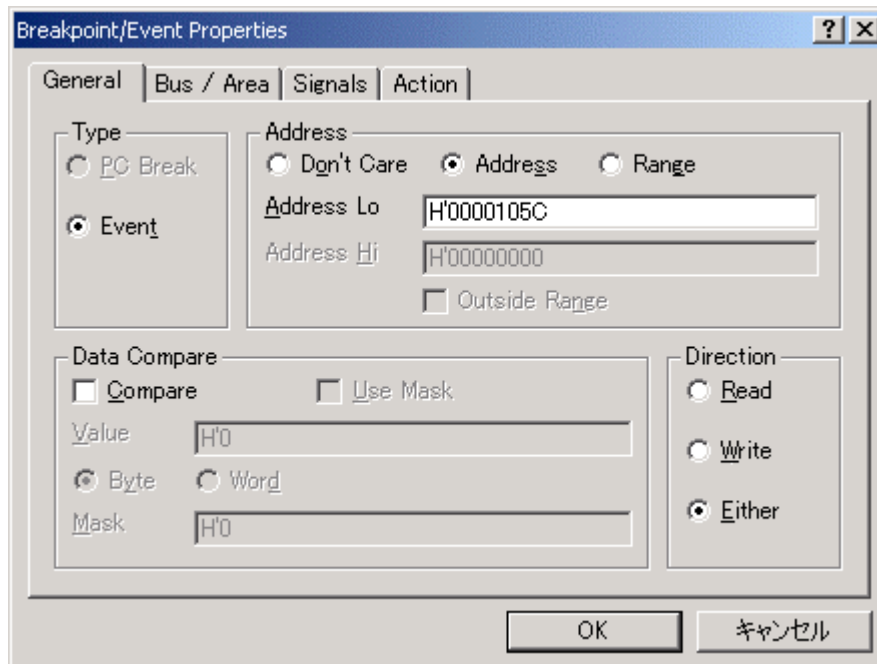 Breakpoint/Event Properties
General Bus / Area Signals Action
Type
PC Break
Event
Address
Don't Care Address Range
Address Lo H'0000105C
Address Hi H'00000000
Outside Range
Data Compare
Compare Use Mask
Value H'0
Byte Word
Mask H'0
Direction
Read
Write
Either
OK キャンセル